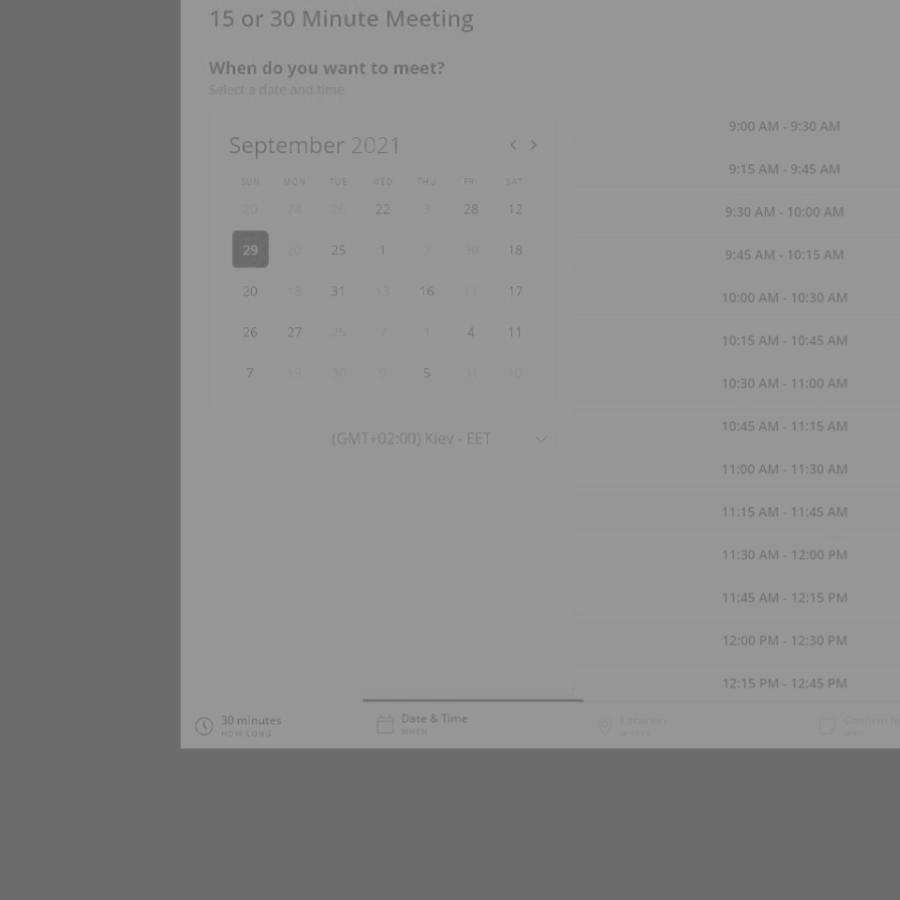 15 or 30 Minute Meeting
When do you want to meet?
Select a date and time
September 2021
SUN MON TUE WED THU FRI SAT
20 24 26 22 3 28 12
29 20 25 1 7 30 18
20 18 31 13 16 11 17
26 27 25 7 1 4 11
7 19 30 9 5 31 10
(GMT+02:00) Kiev - EET
9:00 AM - 9:30 AM
9:15 AM - 9:45 AM
9:30 AM - 10:00 AM
9:45 AM - 10:15 AM
10:00 AM - 10:30 AM
10:15 AM - 10:45 AM
10:30 AM - 11:00 AM
10:45 AM - 11:15 AM
11:00 AM - 11:30 AM
11:15 AM - 11:45 AM
11:30 AM - 12:00 PM
11:45 AM - 12:15 PM
12:00 PM - 12:30 PM
12:15 PM - 12:45 PM
30 minutes
HOW LONG
Date & Time
WHEN
Location
Confirm